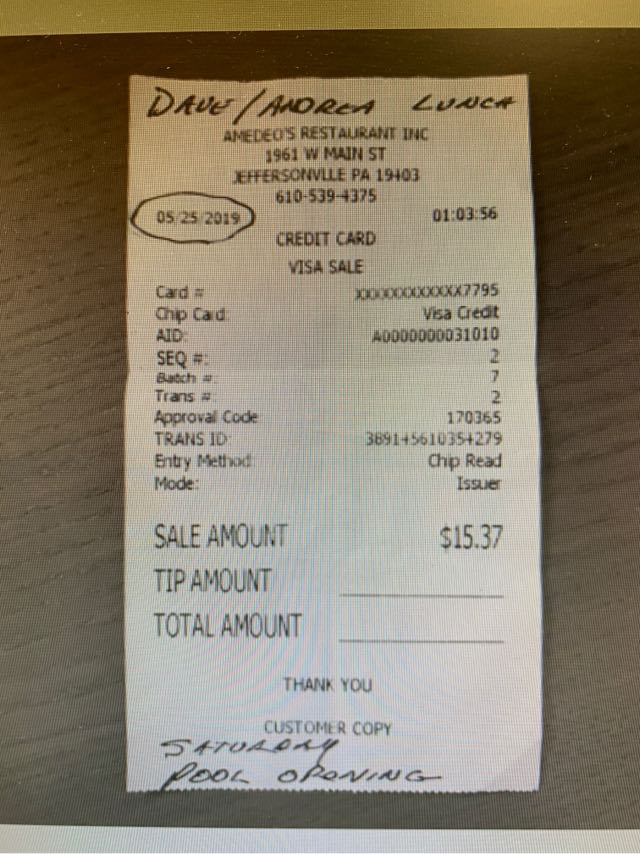 DAVE/ANDREA LUNCH
AMEDEO'S RESTAURANT INC
1961 W MAIN ST
JEFFERSONVLLE PA 19403
610-539-4375
05/25/2019 01:03:56
CREDIT CARD
VISA SALE
Card # XXXXXXXXXXXX7795
Chip Card: Visa Credit
AID: A0000000031010
SEQ #: 2
Batch #: 7
Trans #: 2
Approval Code 170365
TRANS ID: 389145610354279
Entry Method: Chip Read
Mode: Issuer
SALE AMOUNT $15.37
TIP AMOUNT
TOTAL AMOUNT
THANK YOU
CUSTOMER COPY
SATURDAY
POOL OPENING